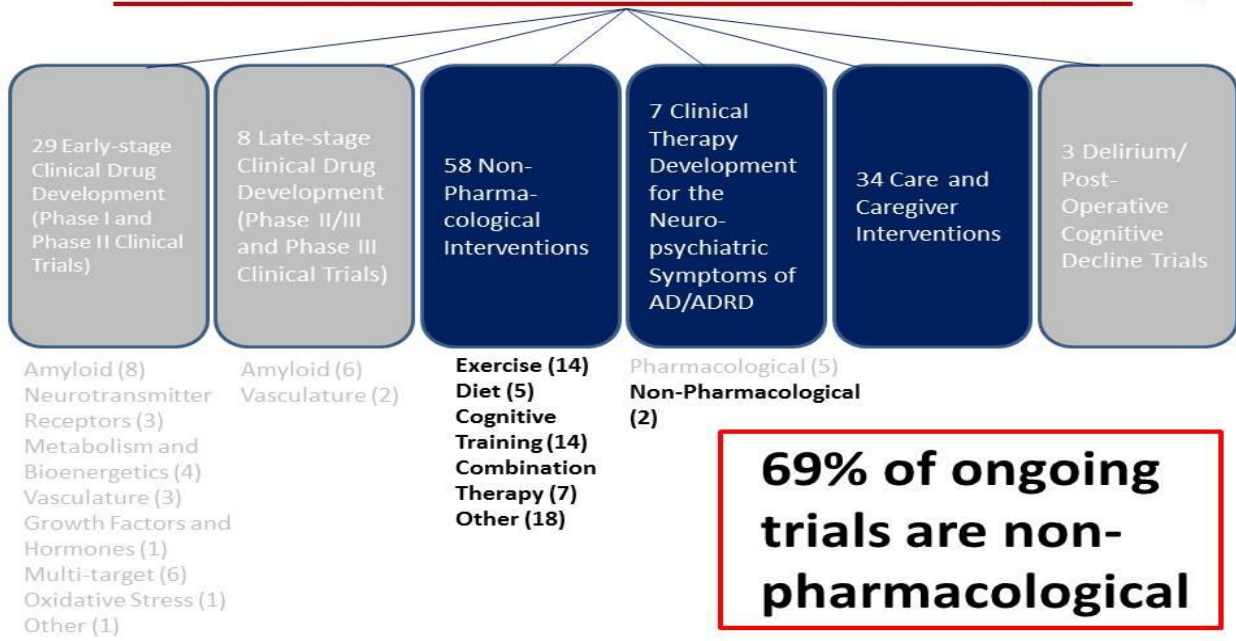 29 Early-stage
Clinical Drug
Development
(Phase I and
Phase II Clinical
Trials)
8 Late-stage
Clinical Drug
Development
(Phase II/III
and Phase III
Clinical Trials)
58 Non-
Pharma-
cological
Interventions
7 Clinical
Therapy
Development
for the
Neuro-
psychiatric
Symptoms of
AD/ADRD
34 Care and
Caregiver
Interventions
3 Delirium/
Post-
Operative
Cognitive
Decline Trials
Amyloid (8)
Neurotransmitter
Receptors (3)
Metabolism and
Bioenergetics (4)
Vasculature (3)
Growth Factors and
Hormones (1)
Multi-target (6)
Oxidative Stress (1)
Other (1)
Amyloid (6)
Vasculature (2)
Exercise (14)
Diet (5)
Cognitive
Training (14)
Combination
Therapy (7)
Other (18)
Pharmacological (5)
Non-Pharmacological
(2)
69% of ongoing
trials are non-
pharmacological